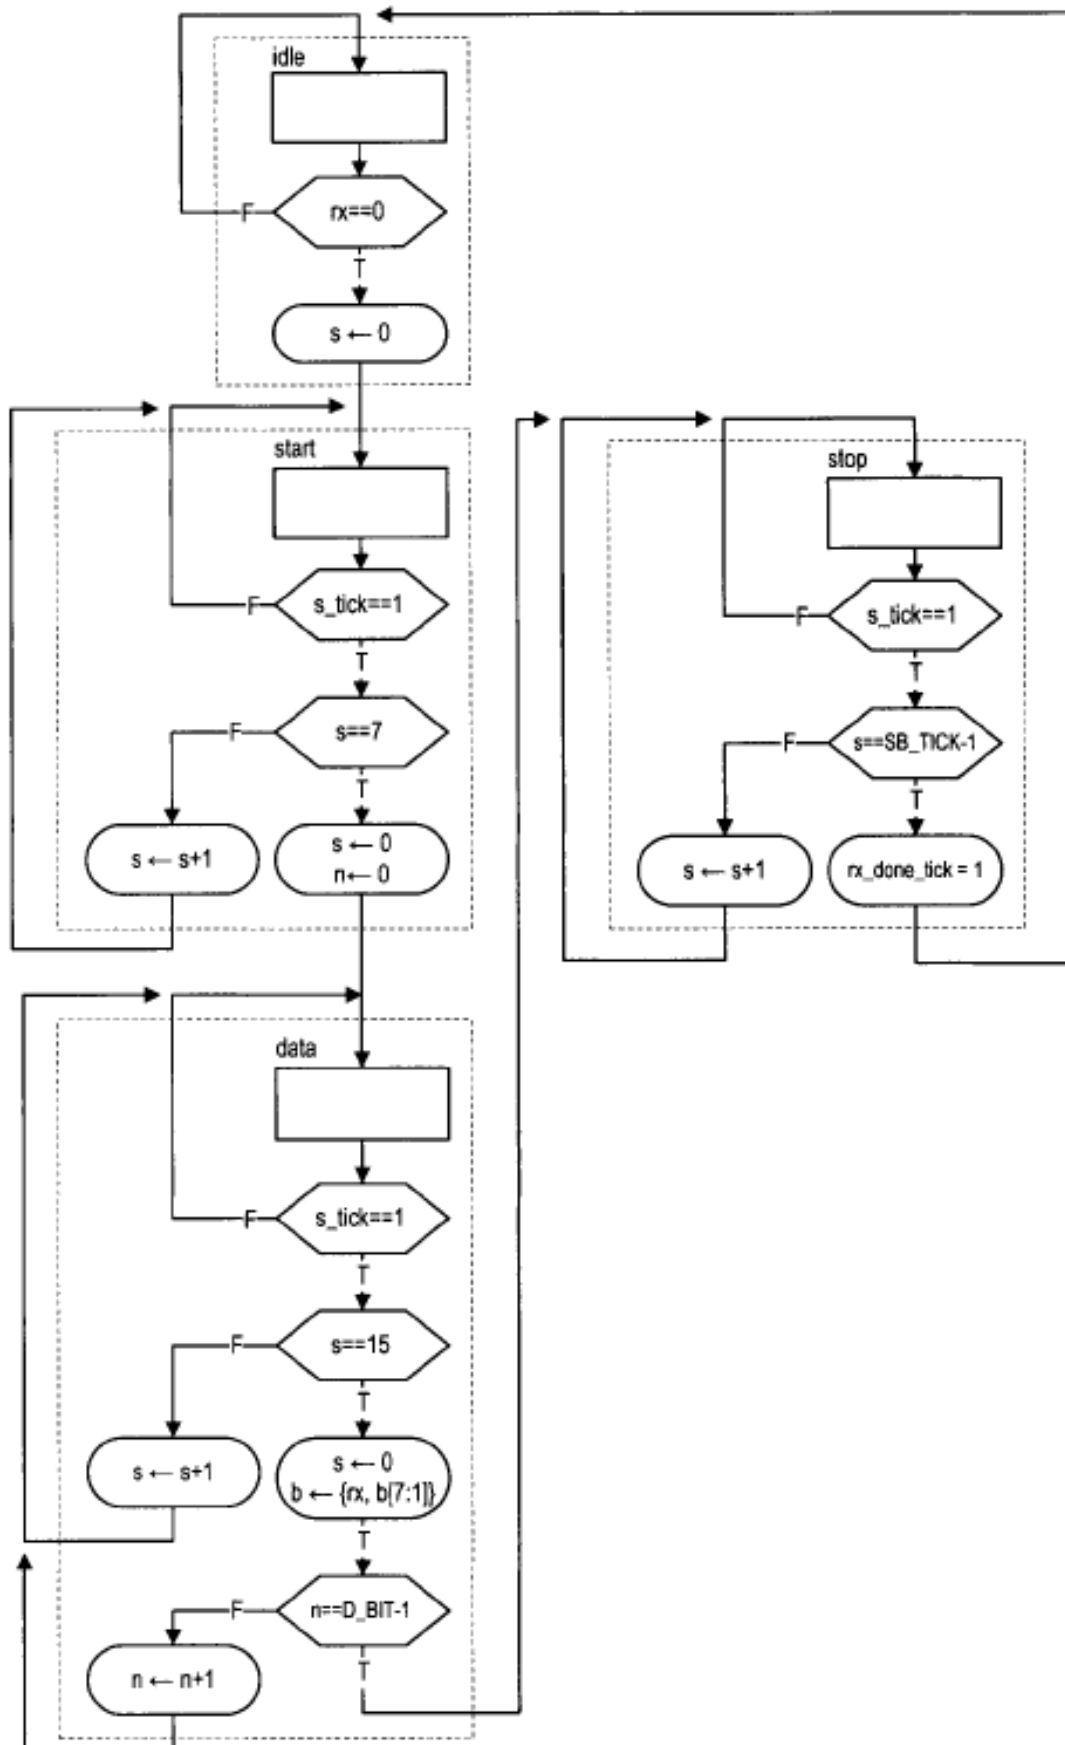 idle
rx==0
F
T
s ← 0
start
s_tick==1
F
T
s==7
F
T
s ← s+1
s ← 0
n← 0
data
s_tick==1
F
T
s==15
F
T
s ← s+1
s ← 0
b ← {rx, b[7:1]}
T
n==D_BIT-1
F
T
n ← n+1
stop
s_tick==1
F
T
s==SB_TICK-1
F
T
s ← s+1
rx_done_tick = 1